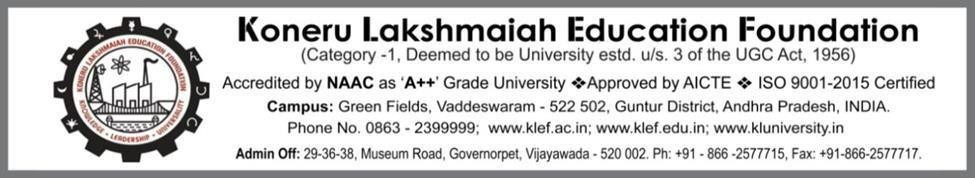 Koneru Lakshmaiah Education Foundation
(Category -1, Deemed to be University estd. u/s. 3 of the UGC Act, 1956)
Accredited by NAAC as ‘A++’ Grade University ❖Approved by AICTE ❖ ISO 9001-2015 Certified
Campus: Green Fields, Vaddeswaram - 522 502, Guntur District, Andhra Pradesh, INDIA.
Phone No. 0863 - 2399999; www.klef.ac.in; www.klef.edu.in; www.kluniversity.in
Admin Off: 29-36-38, Museum Road, Governorpet, Vijayawada - 520 002. Ph: +91 - 866 -2577715, Fax: +91-866-2577717.
KONERU LAKSHMAIAH EDUCATION FOUNDATION
KNOWLEDGE - LEADERSHIP - UNIVERSALITY